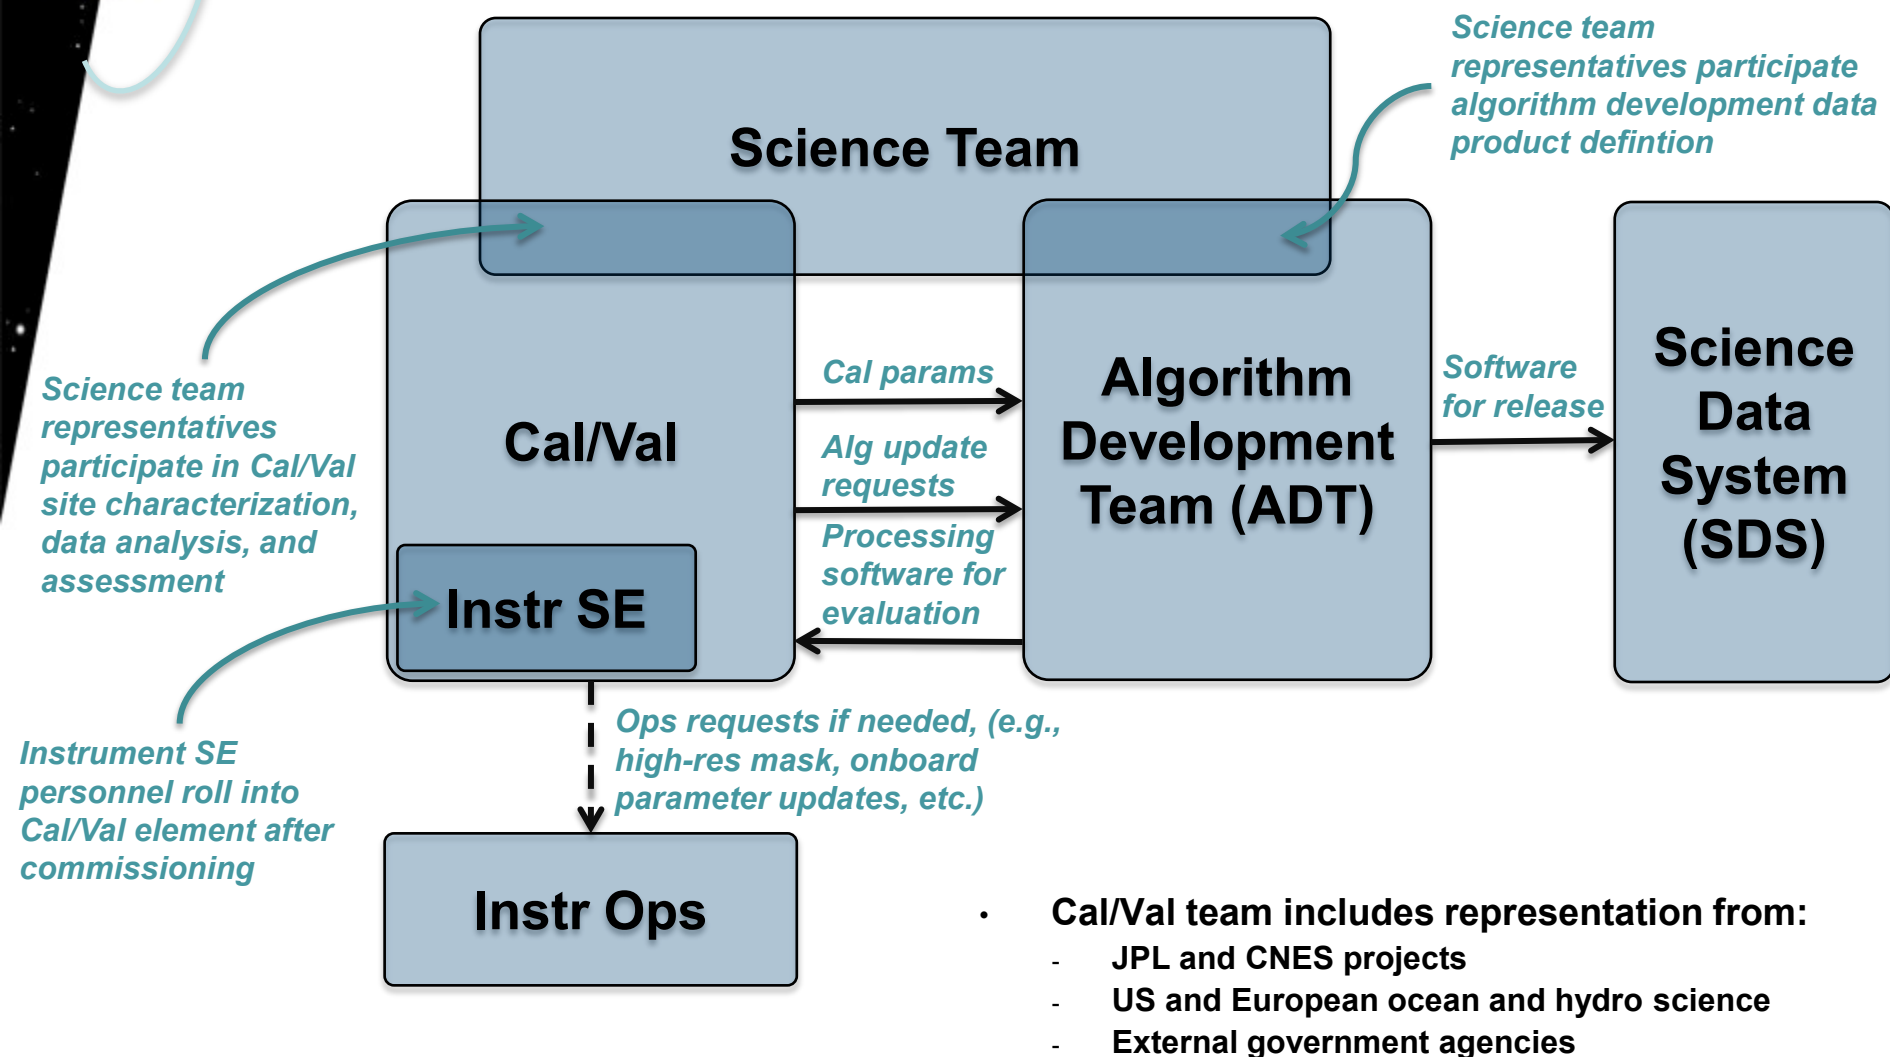 Science team
representatives participate
algorithm development data
product defintion
Science Team
Science team
representatives
participate in Cal/Val
site characterization,
data analysis, and
assessment
Cal/Val
Instr SE
Cal params
Alg update
requests
Processing
software for
evaluation
Algorithm
Development
Team (ADT)
Software
for release
Science
Data
System
(SDS)
Instrument SE
personnel roll into
Cal/Val element after
commissioning
Ops requests if needed, (e.g.,
high-res mask, onboard
parameter updates, etc.)
Instr Ops
• Cal/Val team includes representation from:
- JPL and CNES projects
- US and European ocean and hydro science
- External government agencies